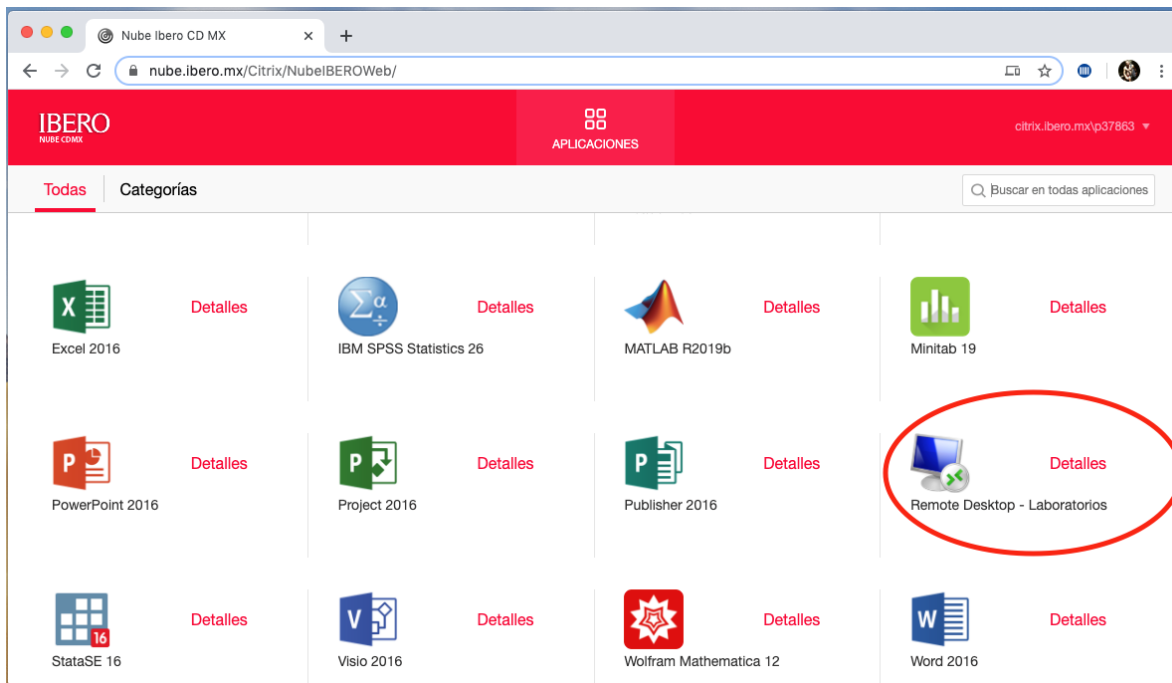 Nube Ibero CD MX
nube.ibero.mx/Citrix/NubeIBEROWeb/
IBERO
NUBE CDMX
APLICACIONES
citrix.ibero.mx\p37863
Todas
Categorías
Buscar en todas aplicaciones
Detalles
Detalles
Detalles
Detalles
Excel 2016
IBM SPSS Statistics 26
MATLAB R2019b
Minitab 19
Detalles
Detalles
Detalles
Detalles
PowerPoint 2016
Project 2016
Publisher 2016
Remote Desktop - Laboratorios
Detalles
Detalles
Detalles
Detalles
StataSE 16
Visio 2016
Wolfram Mathematica 12
Word 2016